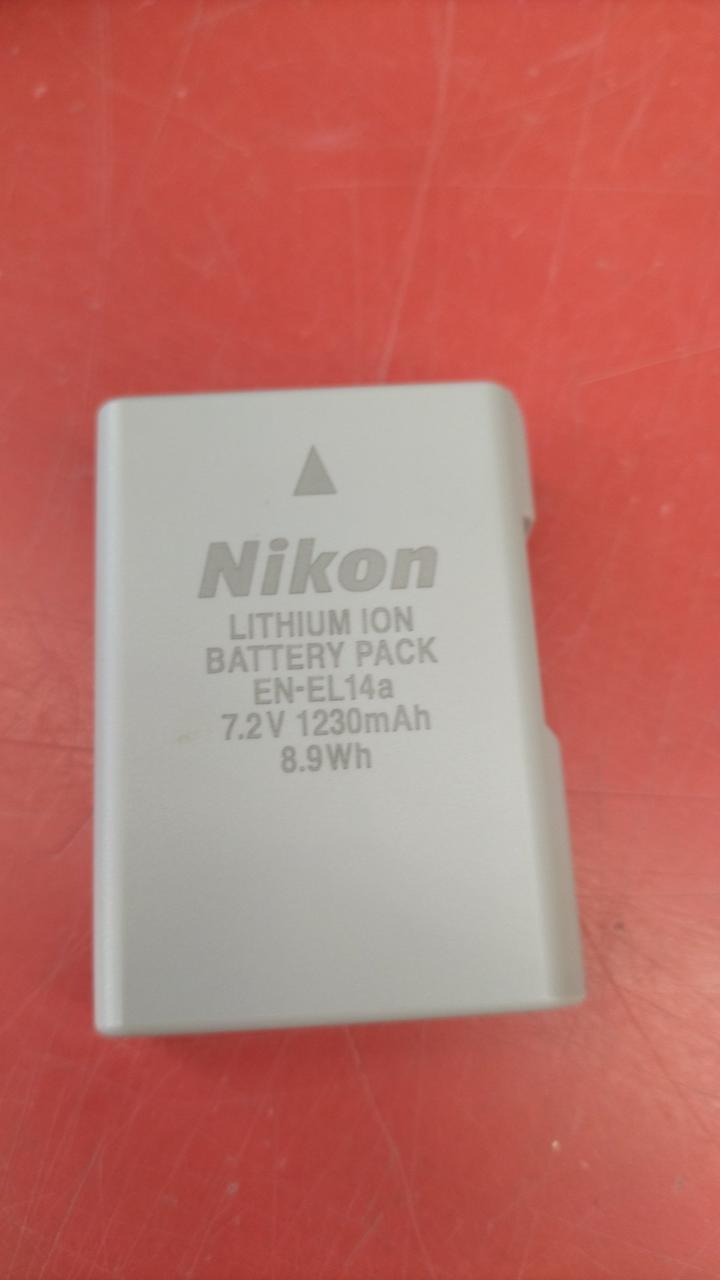 Nikon
LITHIUM ION
BATTERY PACK
EN-EL14a
7.2V 1230mAh
8.9Wh